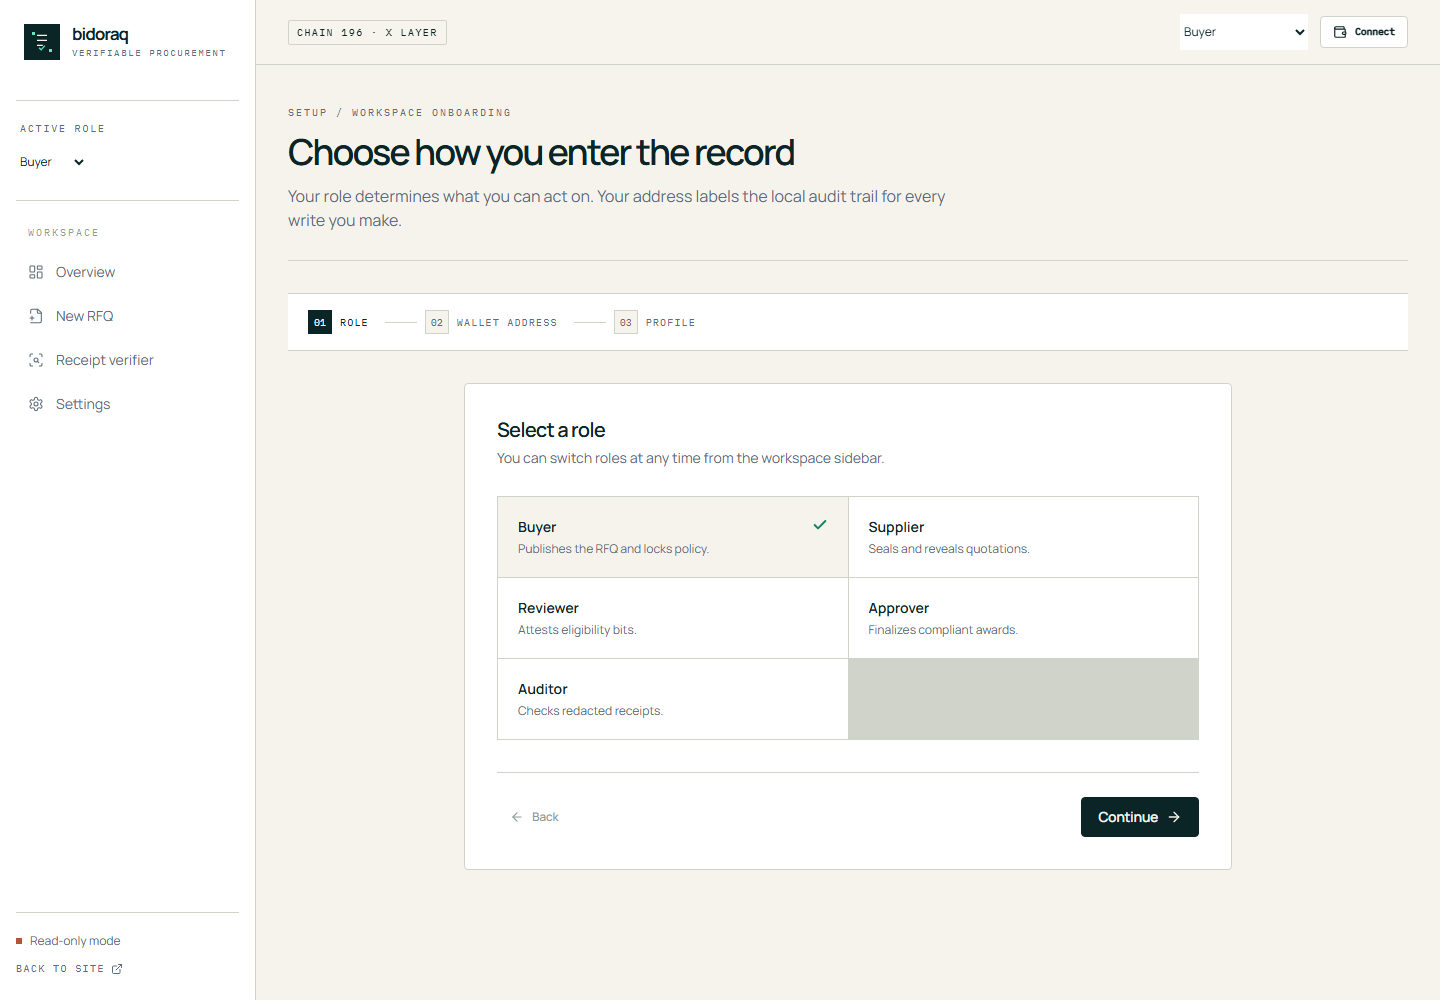 bidoraq
VERIFIABLE PROCUREMENT
ACTIVE ROLE
Buyer
WORKSPACE
Overview
New RFQ
Receipt verifier
Settings
Read-only mode
BACK TO SITE
CHAIN 196 · X LAYER
Buyer
Connect
SETUP / WORKSPACE ONBOARDING
Choose how you enter the record
Your role determines what you can act on. Your address labels the local audit trail for every
write you make.
01 ROLE
02 WALLET ADDRESS
03 PROFILE
Select a role
You can switch roles at any time from the workspace sidebar.
Buyer
Publishes the RFQ and locks policy.
Supplier
Seals and reveals quotations.
Reviewer
Attests eligibility bits.
Approver
Finalizes compliant awards.
Auditor
Checks redacted receipts.
Back
Continue